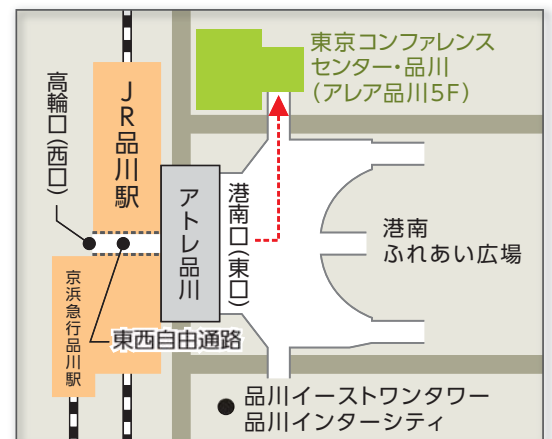 東京コンファレンス
センター・品川
（アレア品川5F）
高輪口（西口）
JR品川駅
アトレ品川
港南口（東口）
港南
ふれあい広場
京浜急行品川駅
東西自由通路
品川イーストワンタワー
品川インターシティ